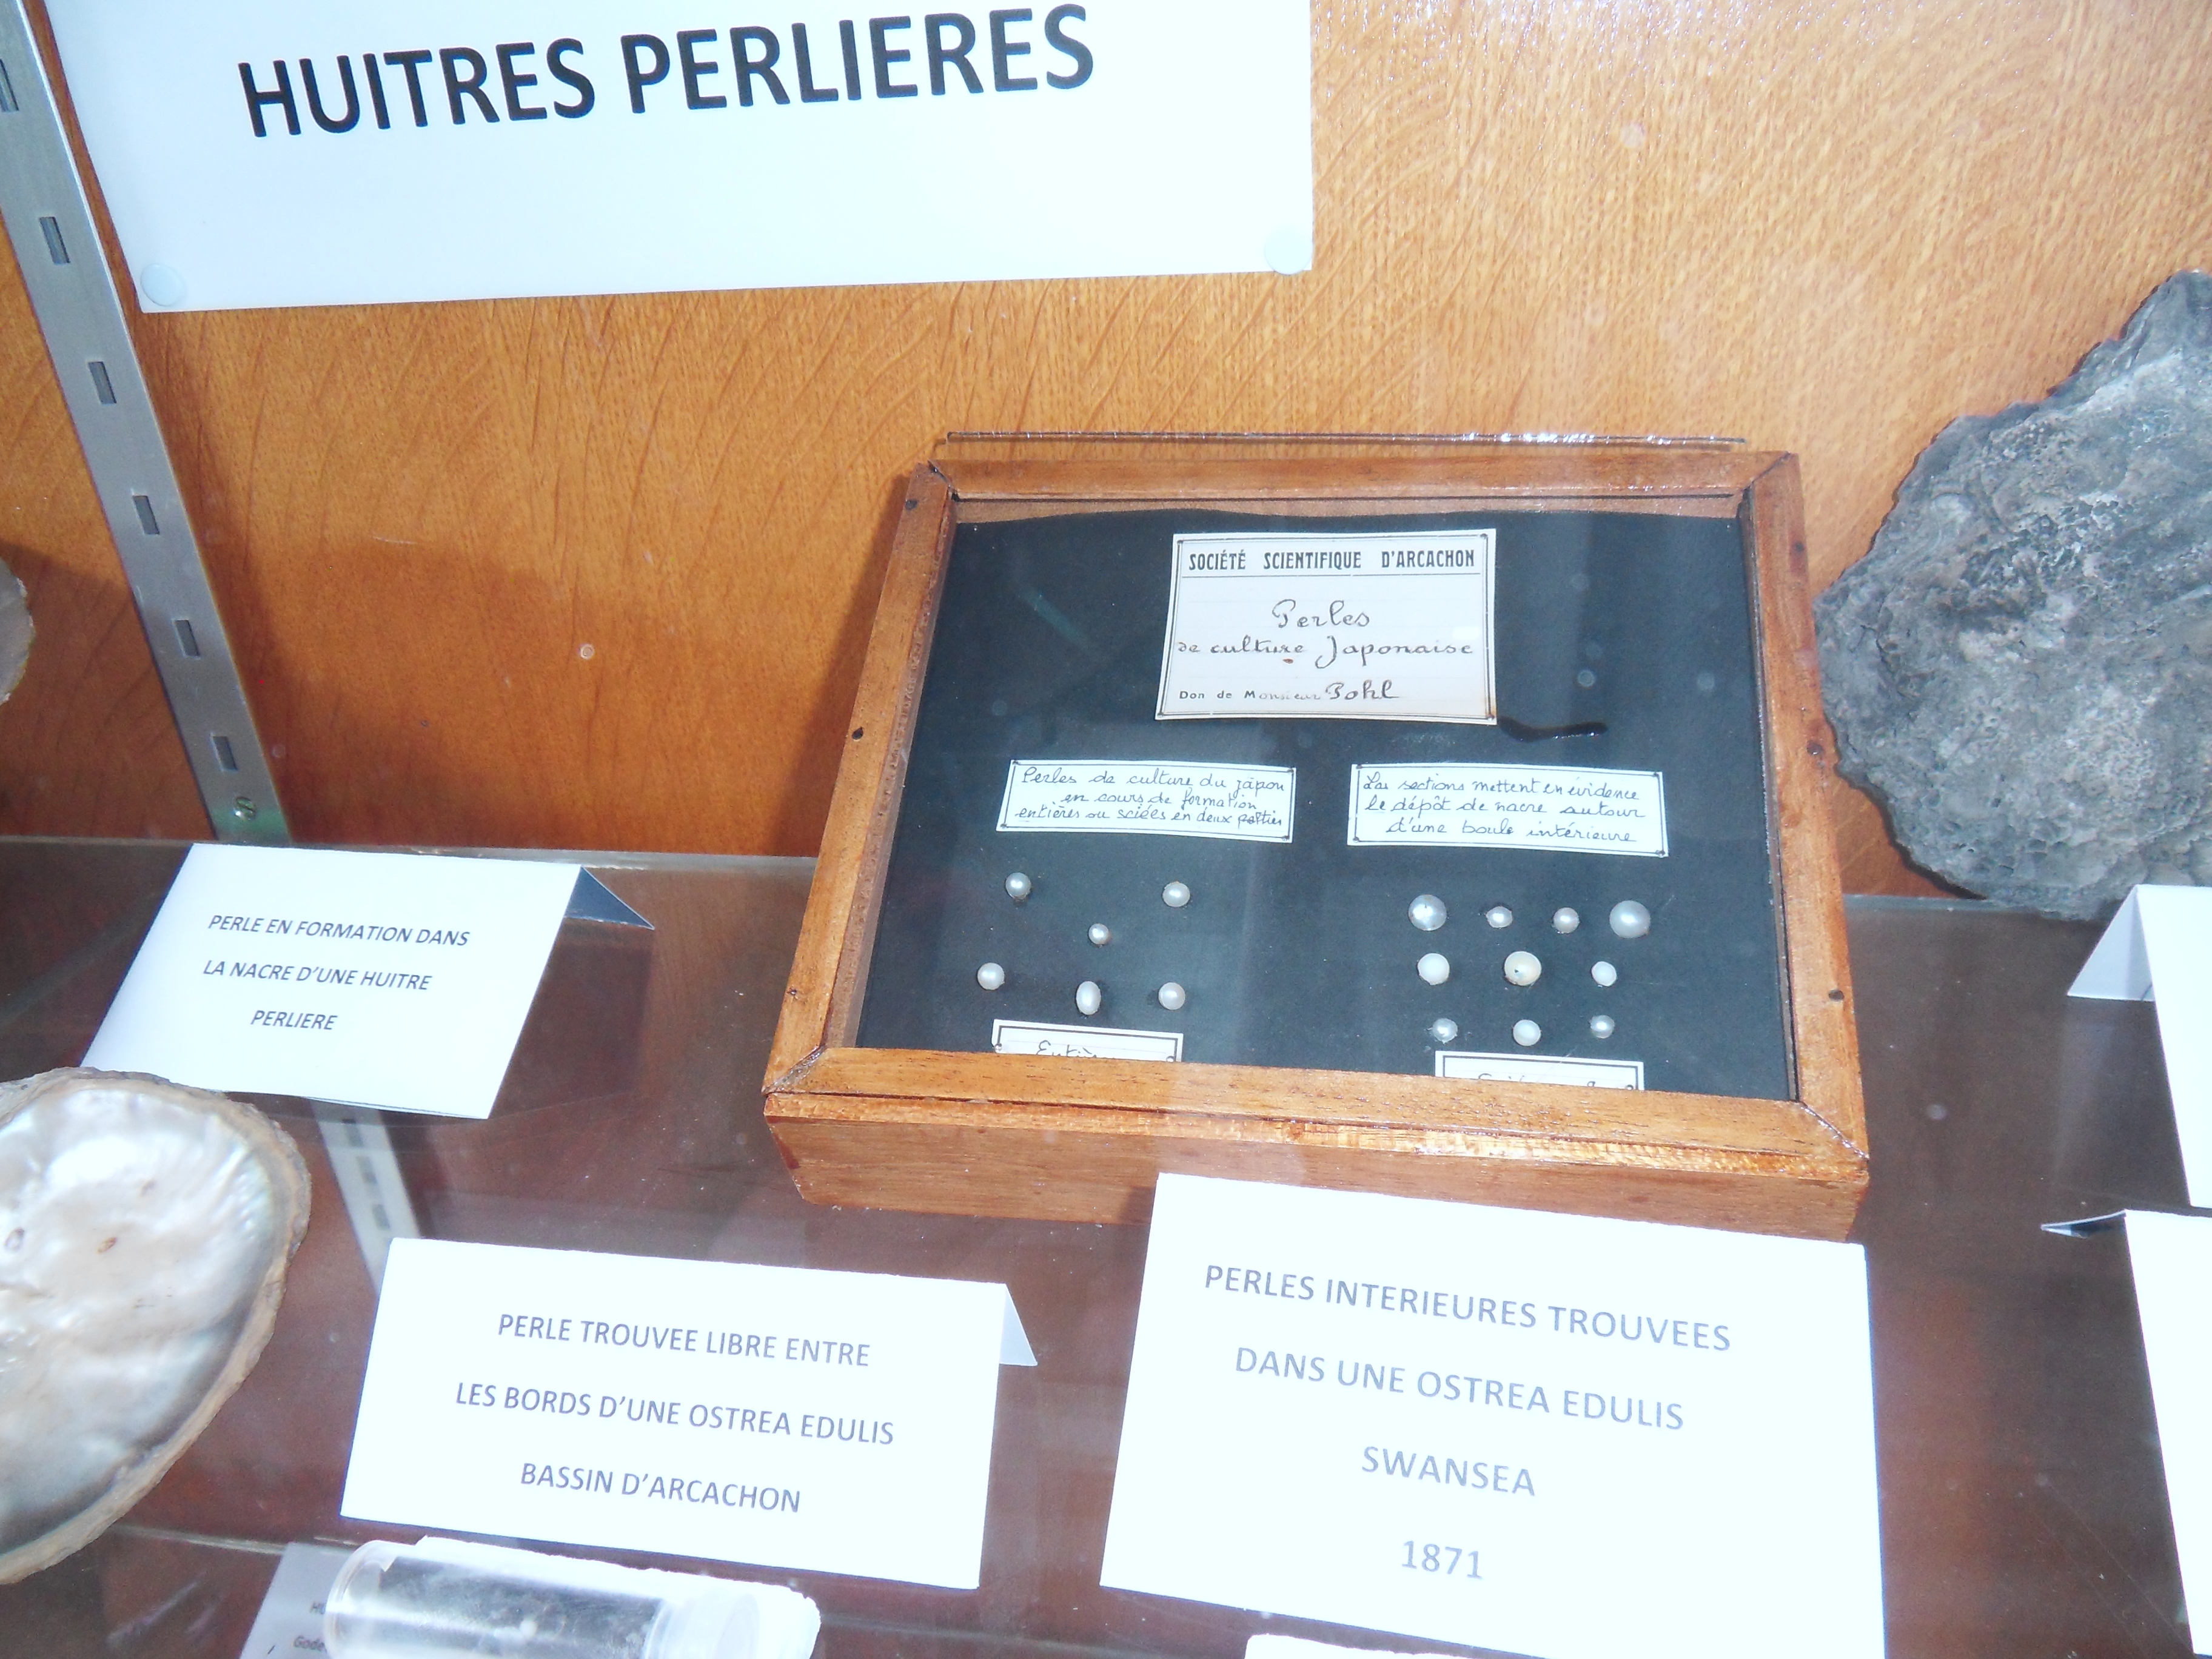 HUITRES PERLIERES
SOCIÉTÉ SCIENTIFIQUE D'ARCACHON
Perles
de culture Japonaise
Don de Monsieur Pohl
Perles de culture du japon
en cours de formation
entières ou sciées en deux parties
Les sections mettent en évidence
le dépôt de nacre autour
d'une boule intérieure
PERLE EN FORMATION DANS
LA NACRE D'UNE HUITRE
PERLIERE
PERLE TROUVEE LIBRE ENTRE
LES BORDS D'UNE OSTREA EDULIS
BASSIN D'ARCACHON
PERLES INTERIEURES TROUVEES
DANS UNE OSTREA EDULIS
SWANSEA
1871